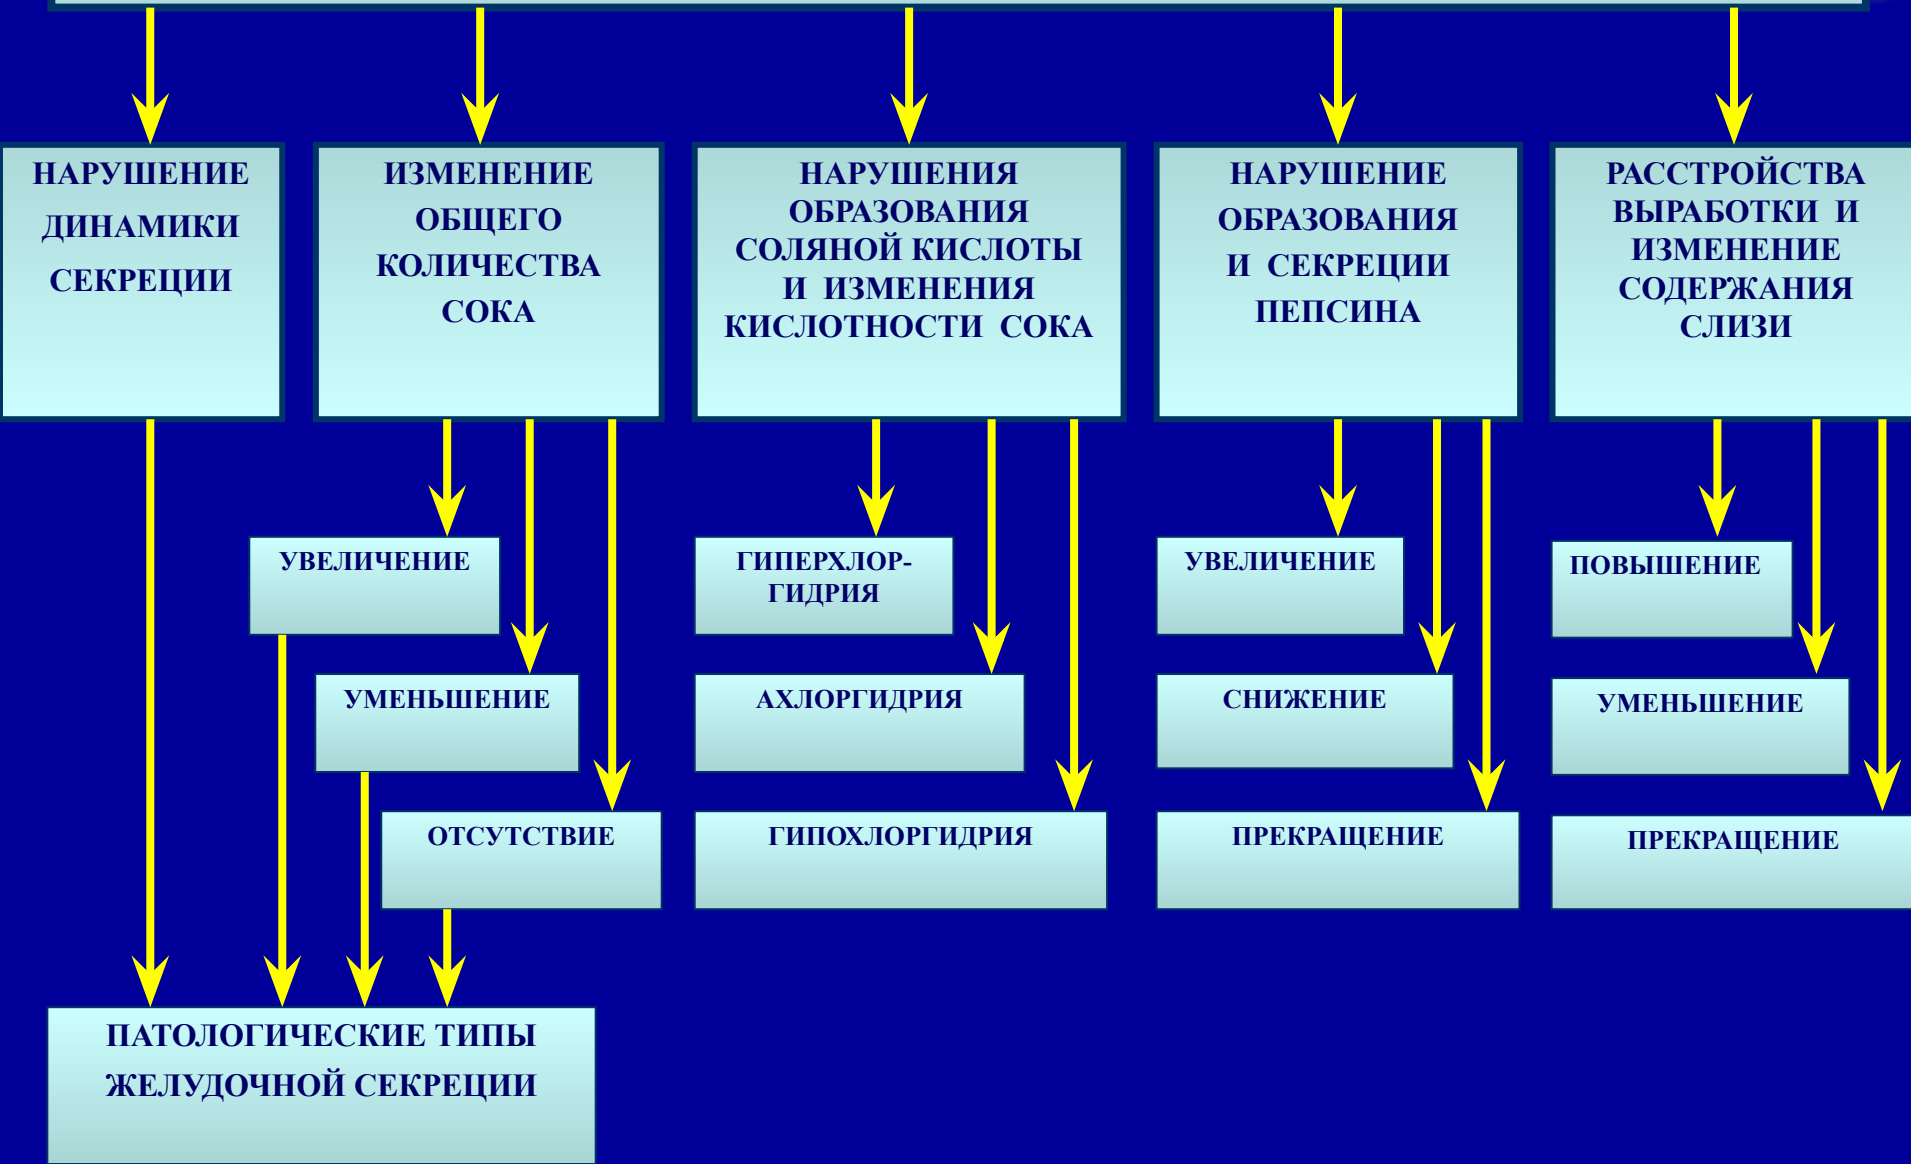 НАРУШЕНИЕ
ДИНАМИКИ
СЕКРЕЦИИ
ИЗМЕНЕНИЕ
ОБЩЕГО
КОЛИЧЕСТВА
СОКА
НАРУШЕНИЯ
ОБРАЗОВАНИЯ
СОЛЯНОЙ КИСЛОТЫ
И ИЗМЕНЕНИЯ
КИСЛОТНОСТИ СОКА
НАРУШЕНИЕ
ОБРАЗОВАНИЯ
И СЕКРЕЦИИ
ПЕПСИНА
РАССТРОЙСТВА
ВЫРАБОТКИ И
ИЗМЕНЕНИЕ
СОДЕРЖАНИЯ
СЛИЗИ
УВЕЛИЧЕНИЕ
ГИПЕРХЛОР-
ГИДРИЯ
УВЕЛИЧЕНИЕ
ПОВЫШЕНИЕ
УМЕНЬШЕНИЕ
АХЛОРГИДРИЯ
СНИЖЕНИЕ
УМЕНЬШЕНИЕ
ОТСУТСТВИЕ
ГИПОХЛОРГИДРИЯ
ПРЕКРАЩЕНИЕ
ПРЕКРАЩЕНИЕ
ПАТОЛОГИЧЕСКИЕ ТИПЫ
ЖЕЛУДОЧНОЙ СЕКРЕЦИИ